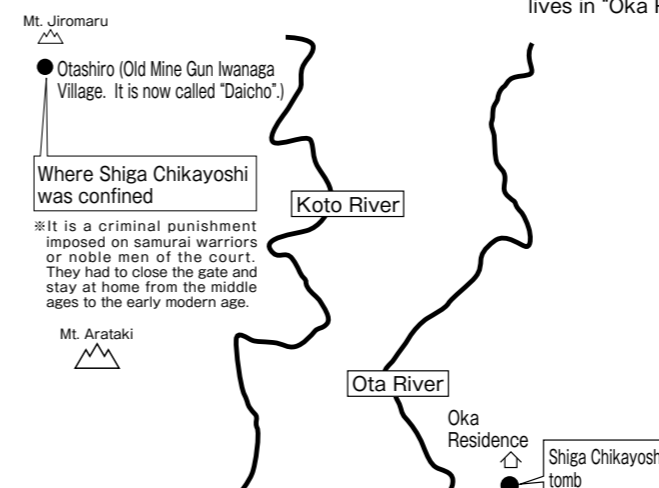 lives in "Oka
Mt. Jiromaru
Otashiro (Old Mine Gun Iwanaga
Village. It is now called "Daicho".)
Where Shiga Chikayoshi
was confined
※It is a criminal punishment
imposed on samurai warriors
or noble men of the court.
They had to close the gate and
stay at home from the middle
ages to the early modern age.
Mt. Arataki
Koto River
Ota River
Oka
Residence
Shiga Chikayosh
tomb